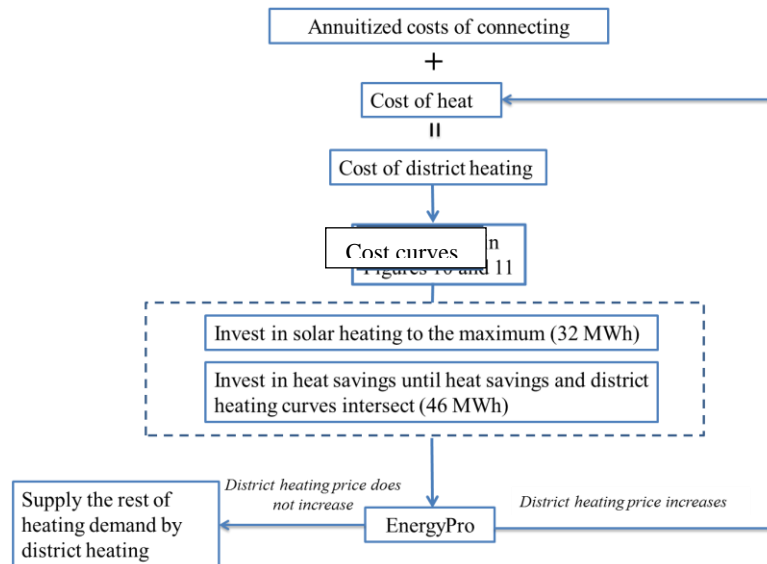 Annuitized costs of connecting
+
Cost of heat
=
Cost of district heating
Cost curves
and 11
Invest in solar heating to the maximum (32 MWh)
Invest in heat savings until heat savings and district
heating curves intersect (46 MWh)
District heating price does
not increase
District heating price increases
Supply the rest of
heating demand by
district heating
EnergyPro